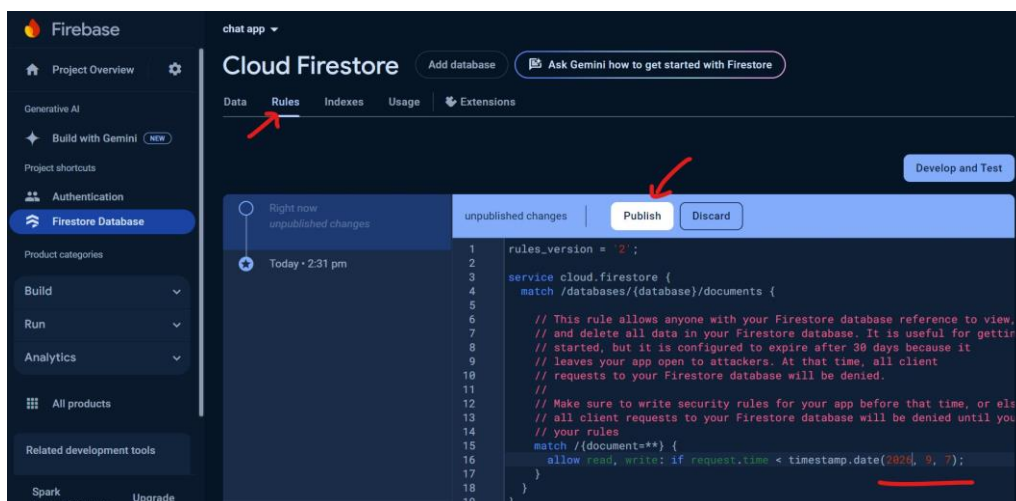 Firebase
chat app
Project Overview
Cloud Firestore
Add database
Ask Gemini how to get started with Firestore
Generative AI
Data Rules Indexes Usage Extensions
Build with Gemini NEW
Project shortcuts
Develop and Test
Authentication
Firestore Database
Right now
unpublished changes
unpublished changes Publish Discard
Today • 2:31 pm
Product categories
Build
Run
Analytics
All products
Related development tools
Spark Upgrade
1 rules_version = '2';
2
3 service cloud.firestore {
4 match /databases/{database}/documents {
5
6 // This rule allows anyone with your Firestore database reference to view,
7 // and delete all data in your Firestore database. It is useful for gettin
8 // started, but it is configured to expire after 30 days because it
9 // leaves your app open to attackers. At that time, all client
10 // requests to your Firestore database will be denied.
11 //
12 // Make sure to write security rules for your app before that time, or els
13 // all client requests to your Firestore database will be denied until you
14 // your rules
15 match /{document=**} {
16 allow read, write: if request.time < timestamp.date(2026, 9, 7);
17 }
18 }